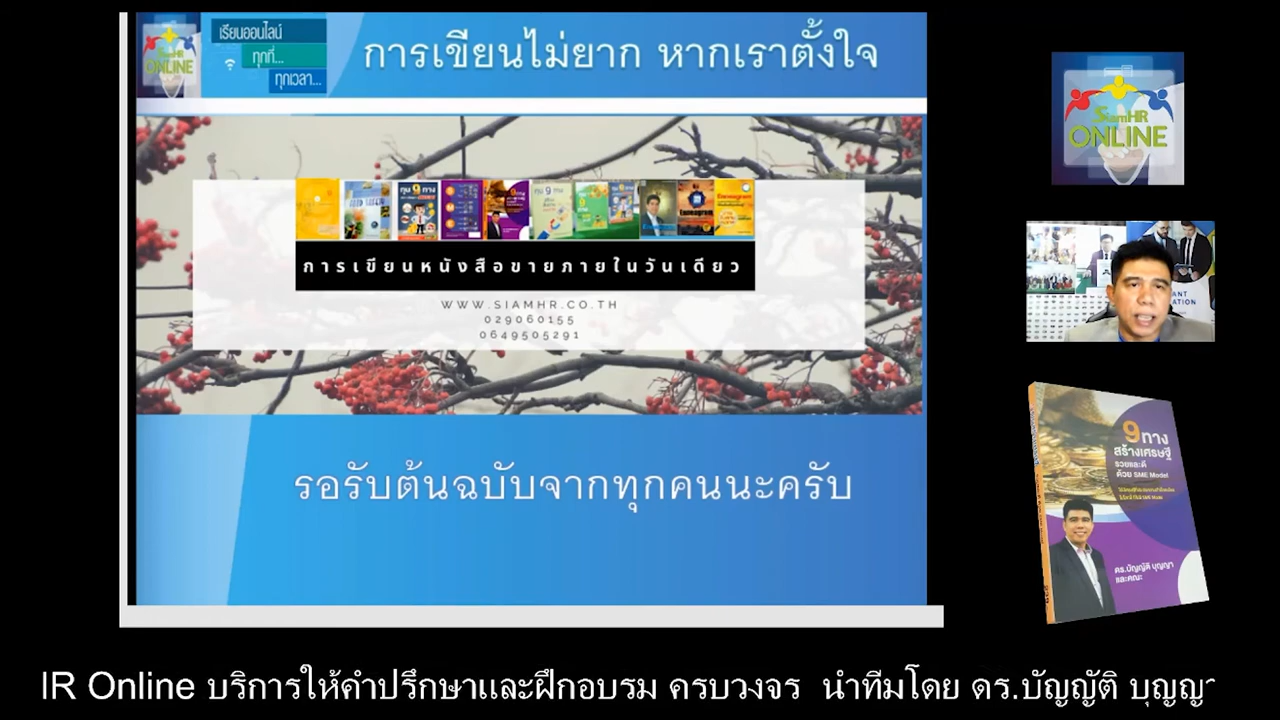 เรียนออนไลน์
ทุกที่...
ทุกเวลา...
ONLINE
การเขียนไม่ยาก หากเราตั้งใจ
การเขียนหนังสือขายภายในวันเดียว
WWW.SIAMHR.CO.TH
029060155
0649505291
รอรับต้นฉบับจากทุกคนนะครับ
SiamHR
ONLINE
9 ทาง
สร้างเศรษฐี
รวยและดี
ด้วย SME Model
ดร.บัญญัติ บุญญา
และคณะ
IR Online บริการให้คำปรึกษาและฝึกอบรม ครบวงจร นำทีมโดย ดร.บัญญัติ บุญญา